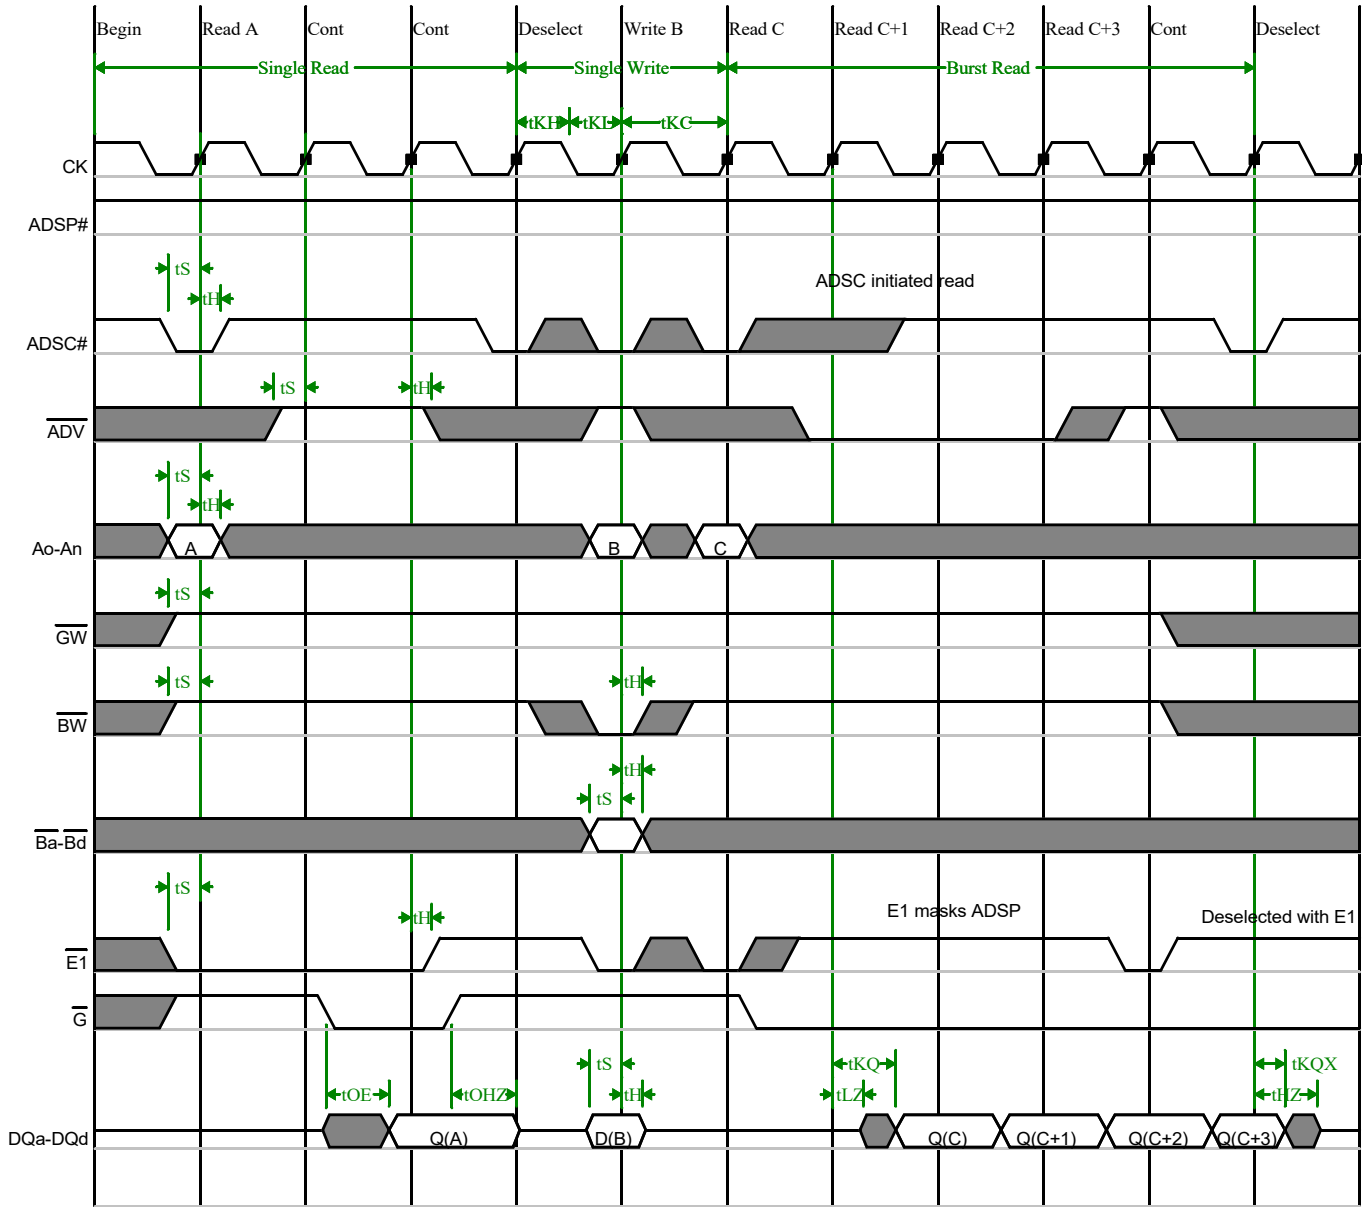 Begin Read A Cont Cont Deselect Write B Read C Read C+1 Read C+2 Read C+3 Cont Deselect
Single Read Single Write Burst Read
tKH tKL tKC
CK
ADSP#
tS
ADSC initiated read
tH
ADSC#
tS tH
ADV
tS
tH
Ao-An A B C
tS
GW
tS tH
BW
tH
tS
Ba-Bd
tS
E1 masks ADSP Deselected with E1
tH
E1
G
tS tKQ tKQX
tOE tOHZ tH tLZ tHZ
DQa-DQd Q(A) D(B) Q(C) Q(C+1) Q(C+2) Q(C+3)